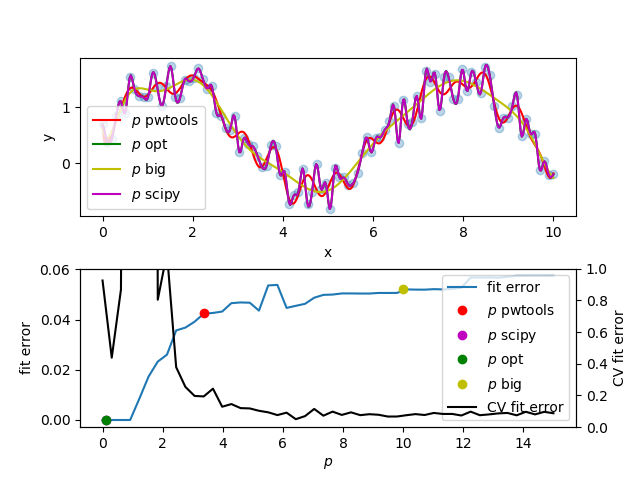 y
1
0
p pwtools
p opt
p big
p scipy
0 2 4 6 8 10
x
fit error
0.06
0.04
0.02
0.00
fit error
p pwtools
p scipy
p opt
p big
CV fit error
1.0
0.8
0.6
0.4
0.2
0.0
CV fit error
0 2 4 6 8 10 12 14
p